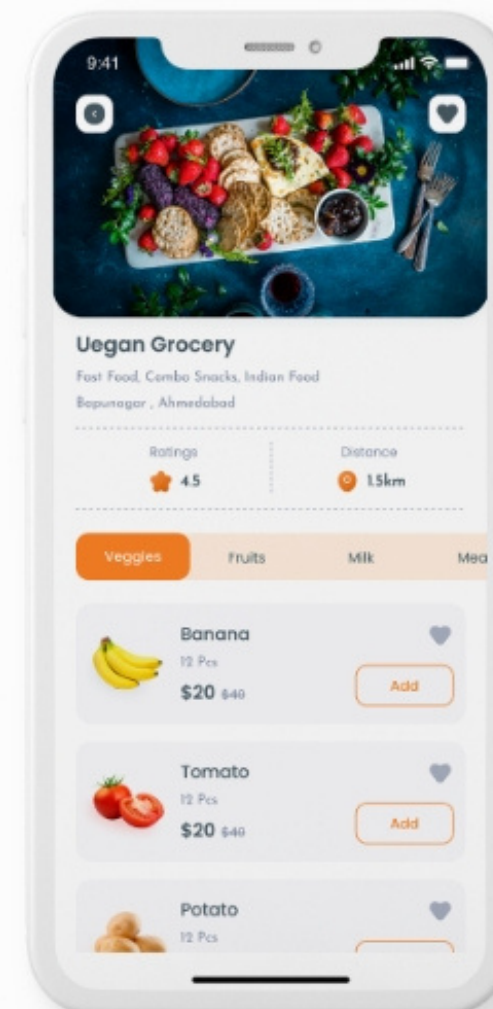 9:41
Uegan Grocery
Fast Food, Combo Snacks, Indian Food
Bapunagar , Ahmedabad
Ratings Distance
4.5 1.5km
Veggies Fruits Milk Mea
Banana
12 Pcs
$20 $40
Add
Tomato
12 Pcs
$20 $40
Add
Potato
12 Pcs